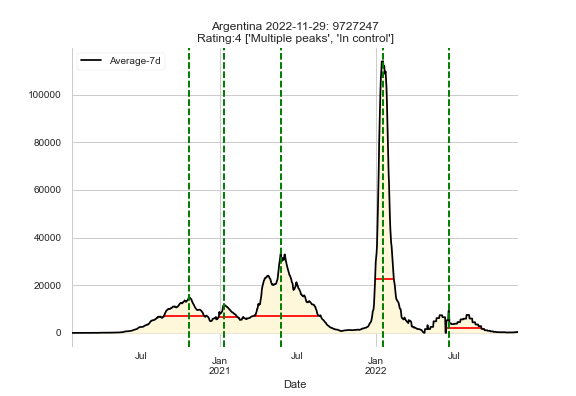 Argentina 2022-11-29: 9727247
Rating:4 ['Multiple peaks', 'In control']
Average-7d
100000
80000
60000
40000
20000
0
Jul
Jan
2021
Jul
Jan
2022
Jul
Date